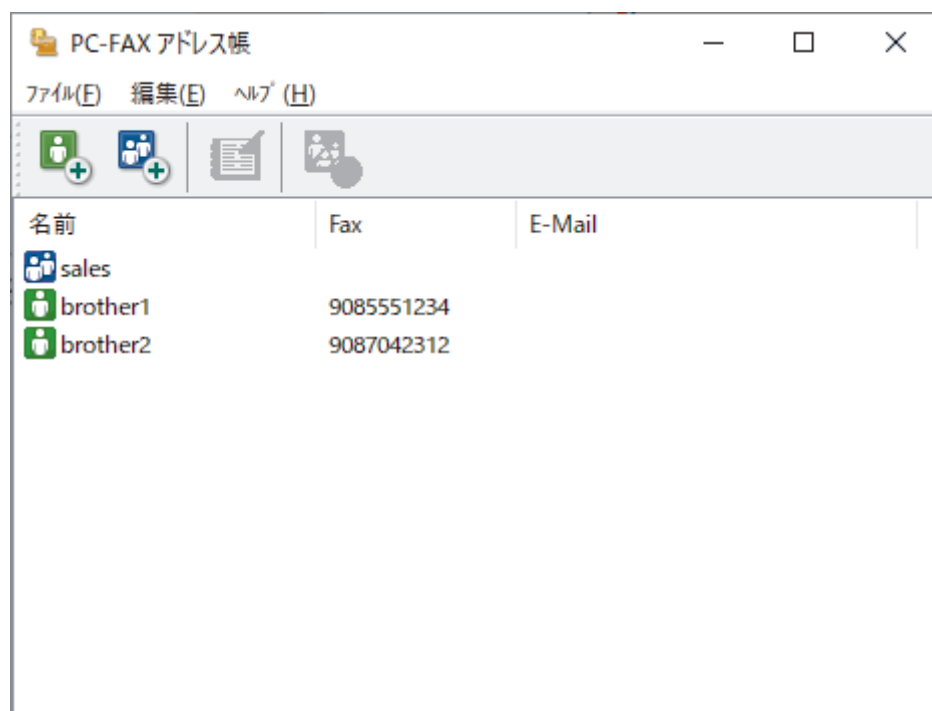 PC-FAX アドレス帳
ﾌｧｲﾙ(F) 編集(E) ﾍﾙﾌﾟ(H)
名前 Fax E-Mail
sales
brother1 9085551234
brother2 9087042312